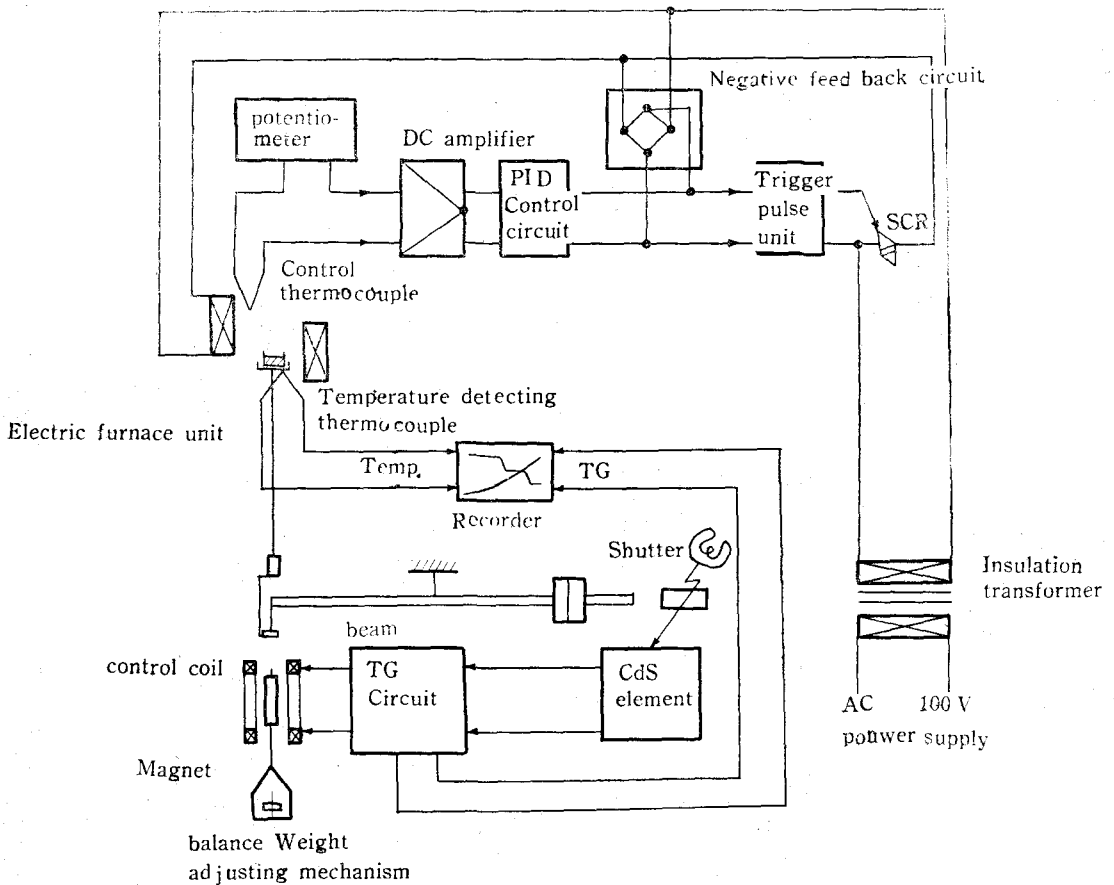 Negative feed back circuit
potentio-
meter
DC amplifier
PID
Control
circuit
Trigger
pulse
unit
SCR
Control
thermocouple
Temperature detecting
thermocouple
Electric furnace unit
Temp.
TG
Recorder
Shutter
Insulation
transformer
beam
control coil
TG
Circuit
CdS
element
AC 100 V
pouwer supply
Magnet
balance Weight
adjusting mechanism